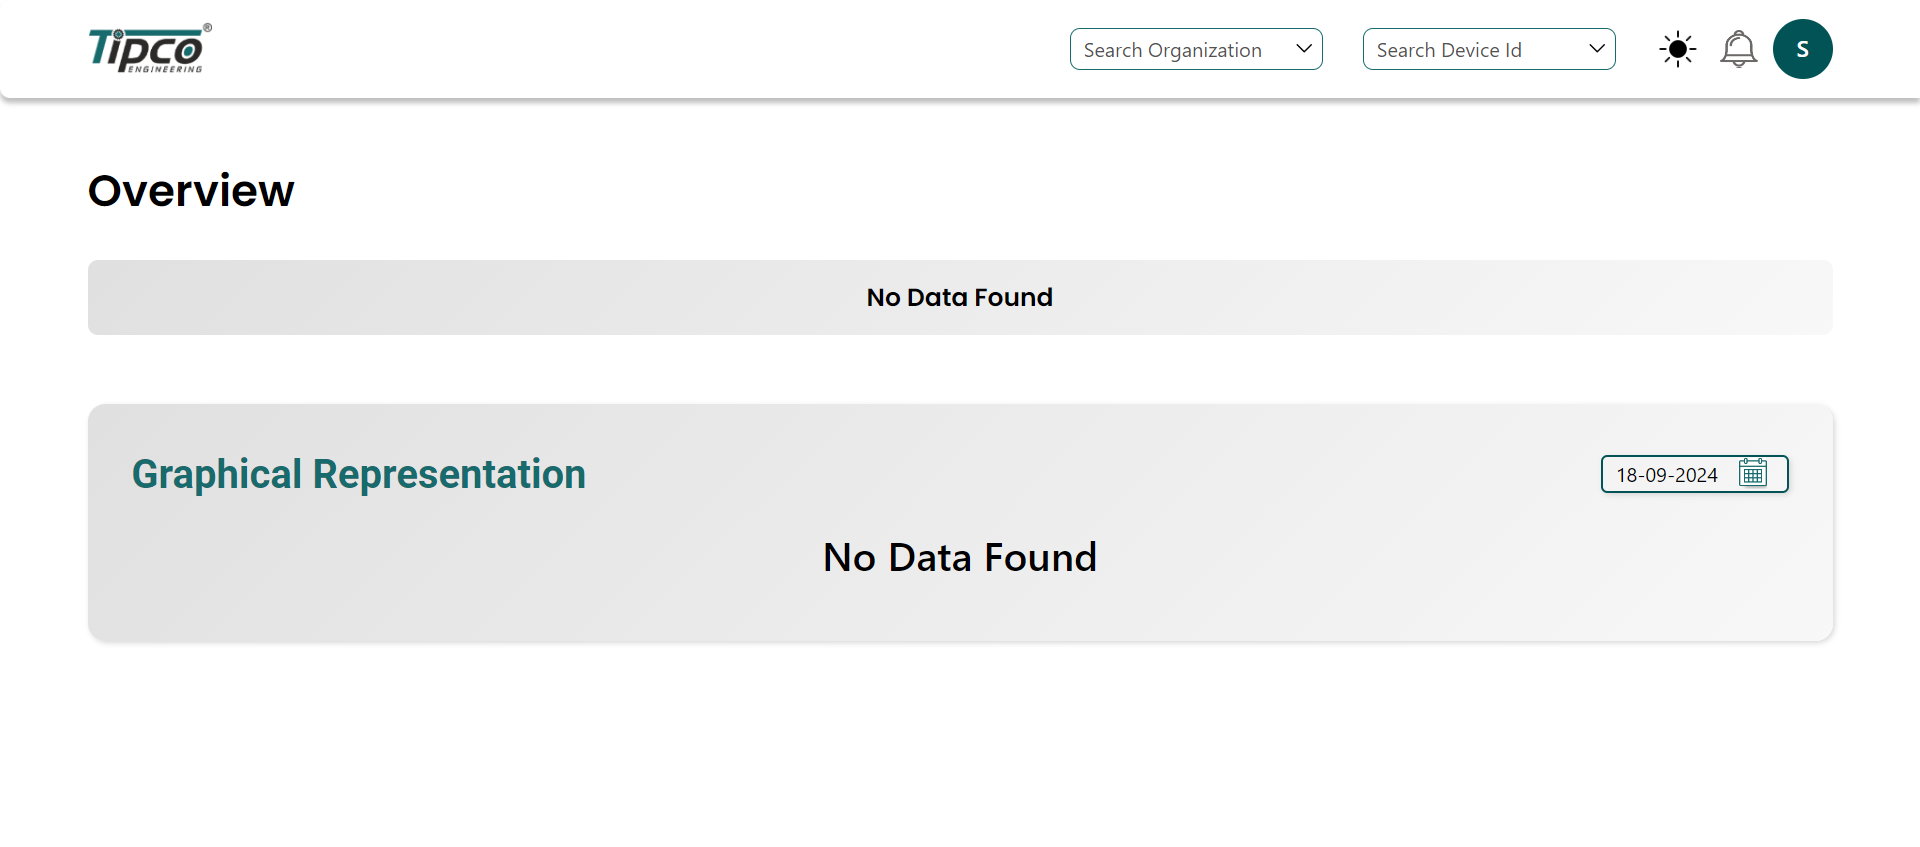 Tipco®
ENGINEERING
Search Organization
Search Device Id
S
Overview
No Data Found
Graphical Representation
18-09-2024
No Data Found